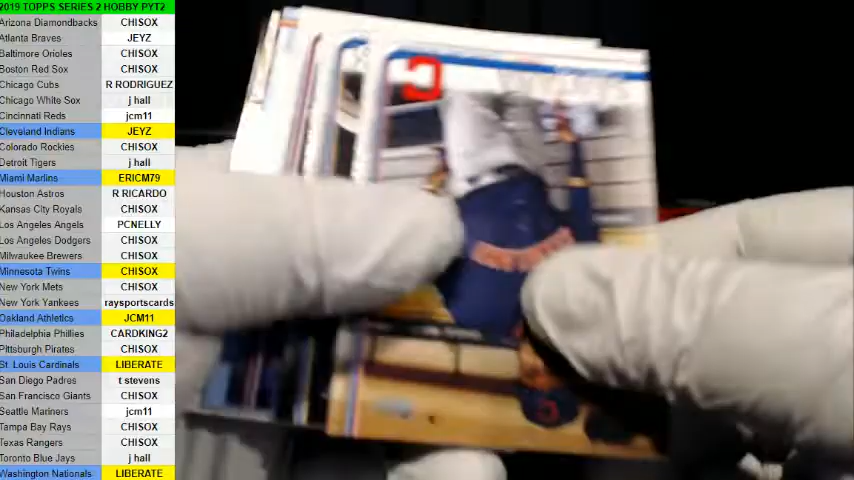 2019 TOPPS SERIES 2 HOBBY PYT2
Arizona Diamondbacks CHISOX
Atlanta Braves JEYZ
Baltimore Orioles CHISOX
Boston Red Sox CHISOX
Chicago Cubs R RODRIGUEZ
Chicago White Sox j hall
Cincinnati Reds jcm11
Cleveland Indians JEYZ
Colorado Rockies CHISOX
Detroit Tigers j hall
Miami Marlins ERICM79
Houston Astros R RICARDO
Kansas City Royals CHISOX
Los Angeles Angels PCNELLY
Los Angeles Dodgers CHISOX
Milwaukee Brewers CHISOX
Minnesota Twins CHISOX
New York Mets CHISOX
New York Yankees raysportscards
Oakland Athletics JCM11
Philadelphia Phillies CARDKING2
Pittsburgh Pirates CHISOX
St. Louis Cardinals LIBERATE
San Diego Padres t stevens
San Francisco Giants CHISOX
Seattle Mariners jcm11
Tampa Bay Rays CHISOX
Texas Rangers CHISOX
Toronto Blue Jays j hall
Washington Nationals LIBERATE